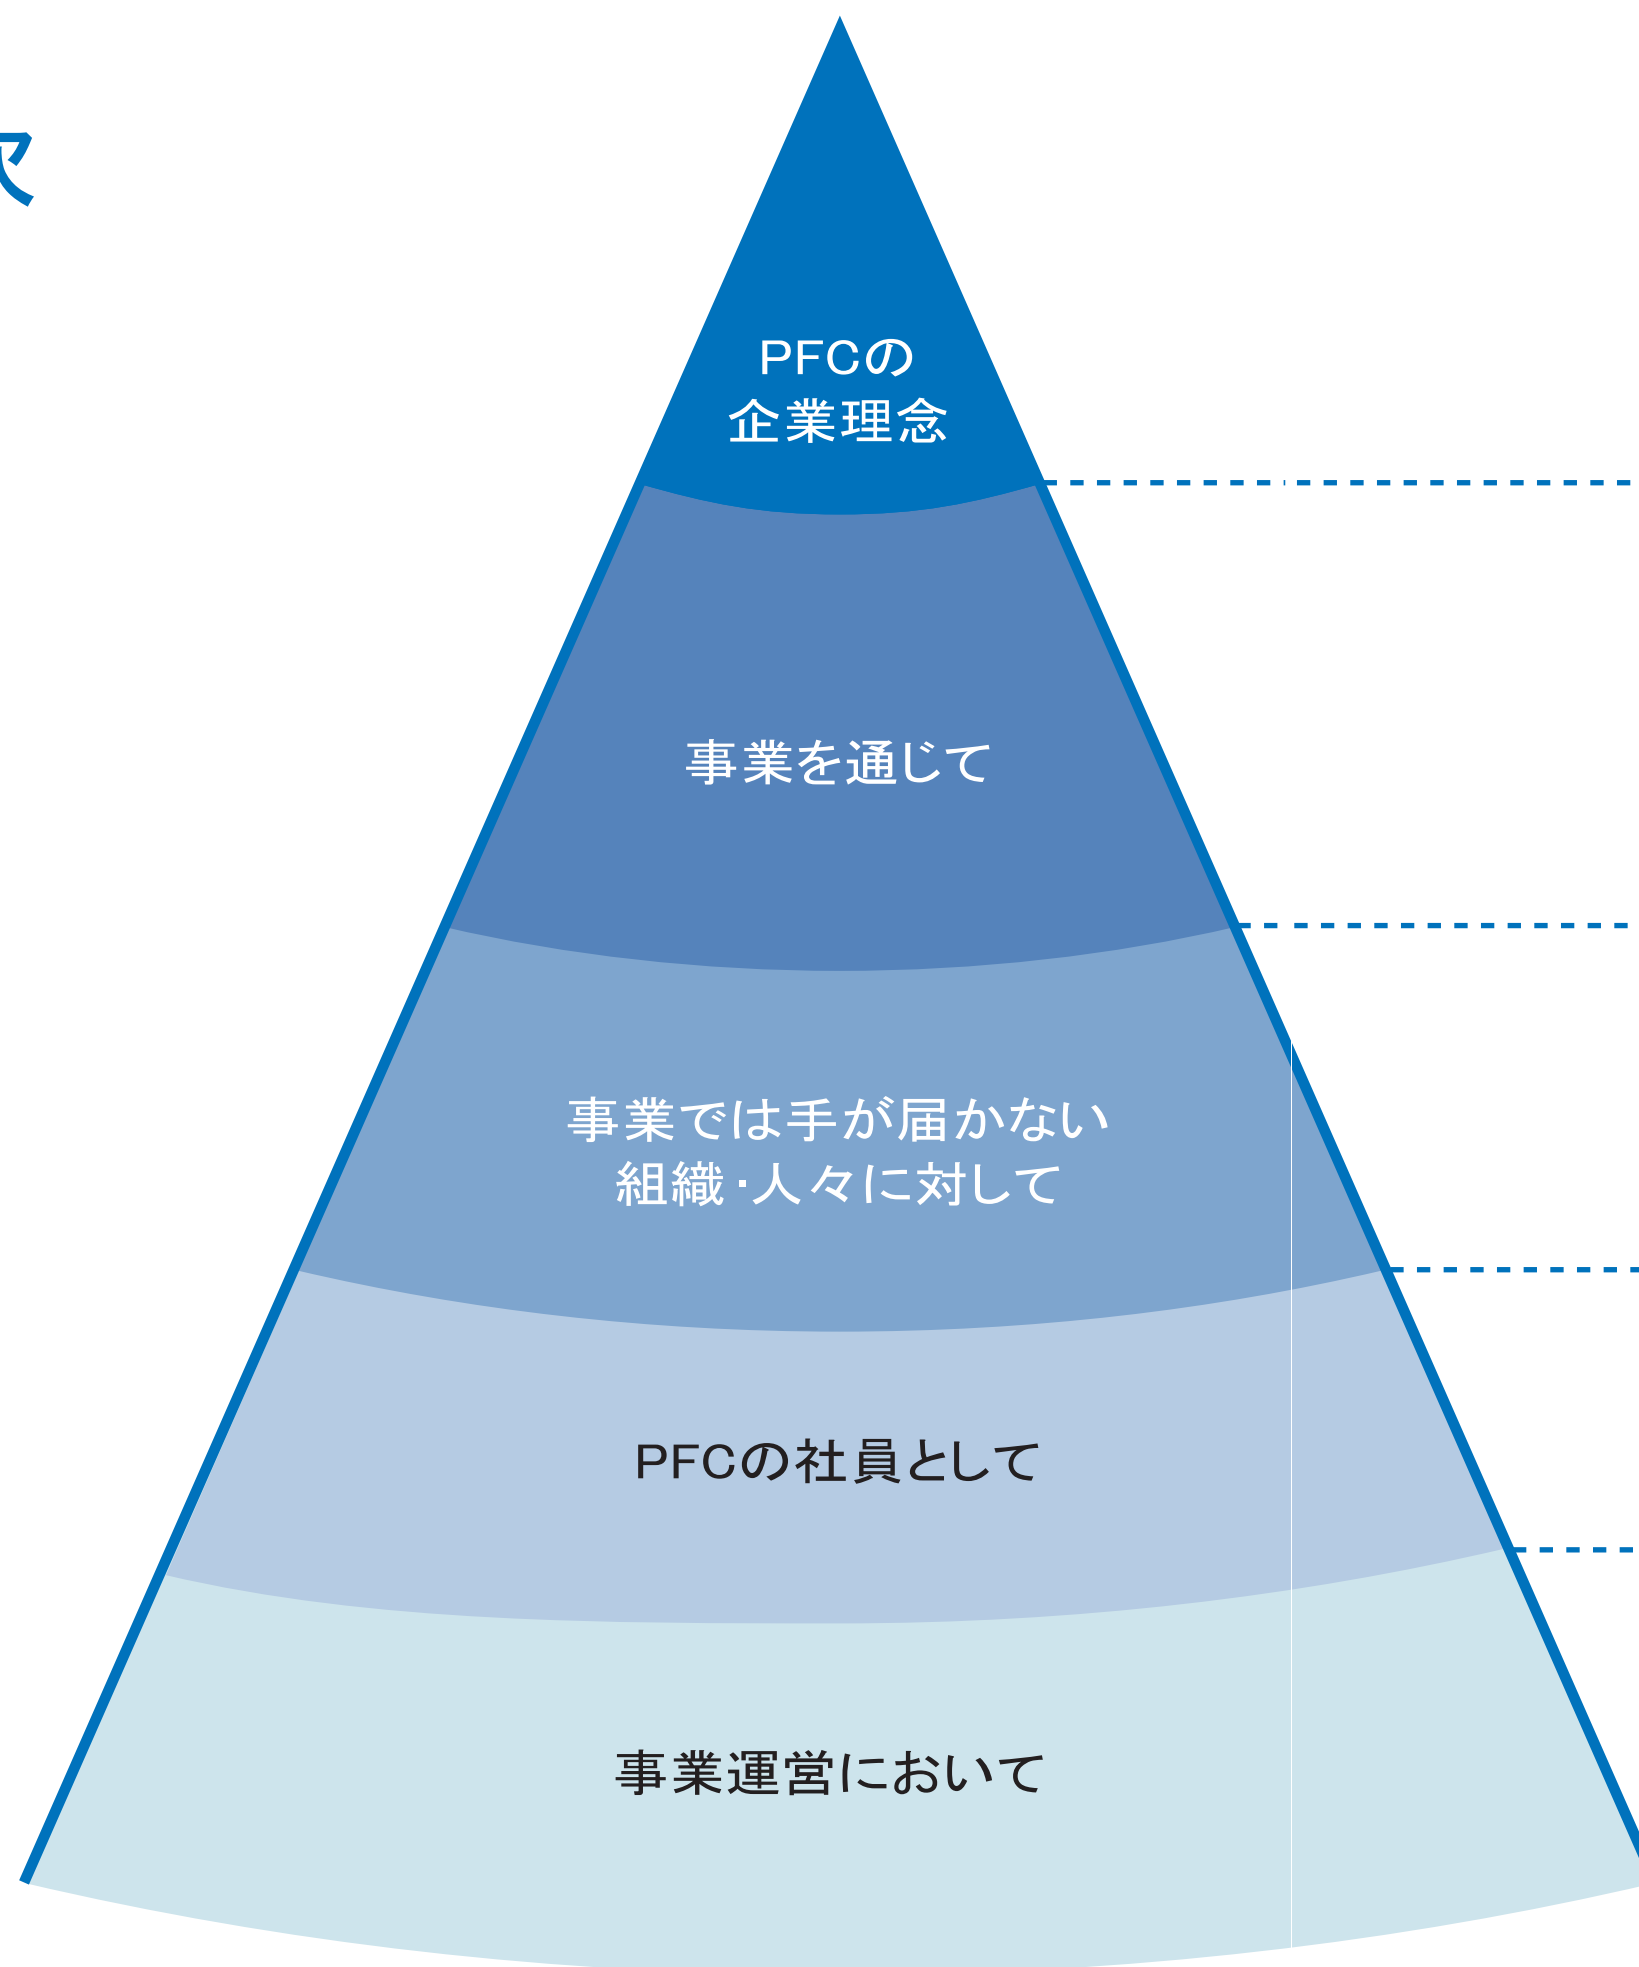 PFCの
企業理念
事業を通じて
事業では手が届かない
組織・人々に対して
PFCの社員として
事業運営において